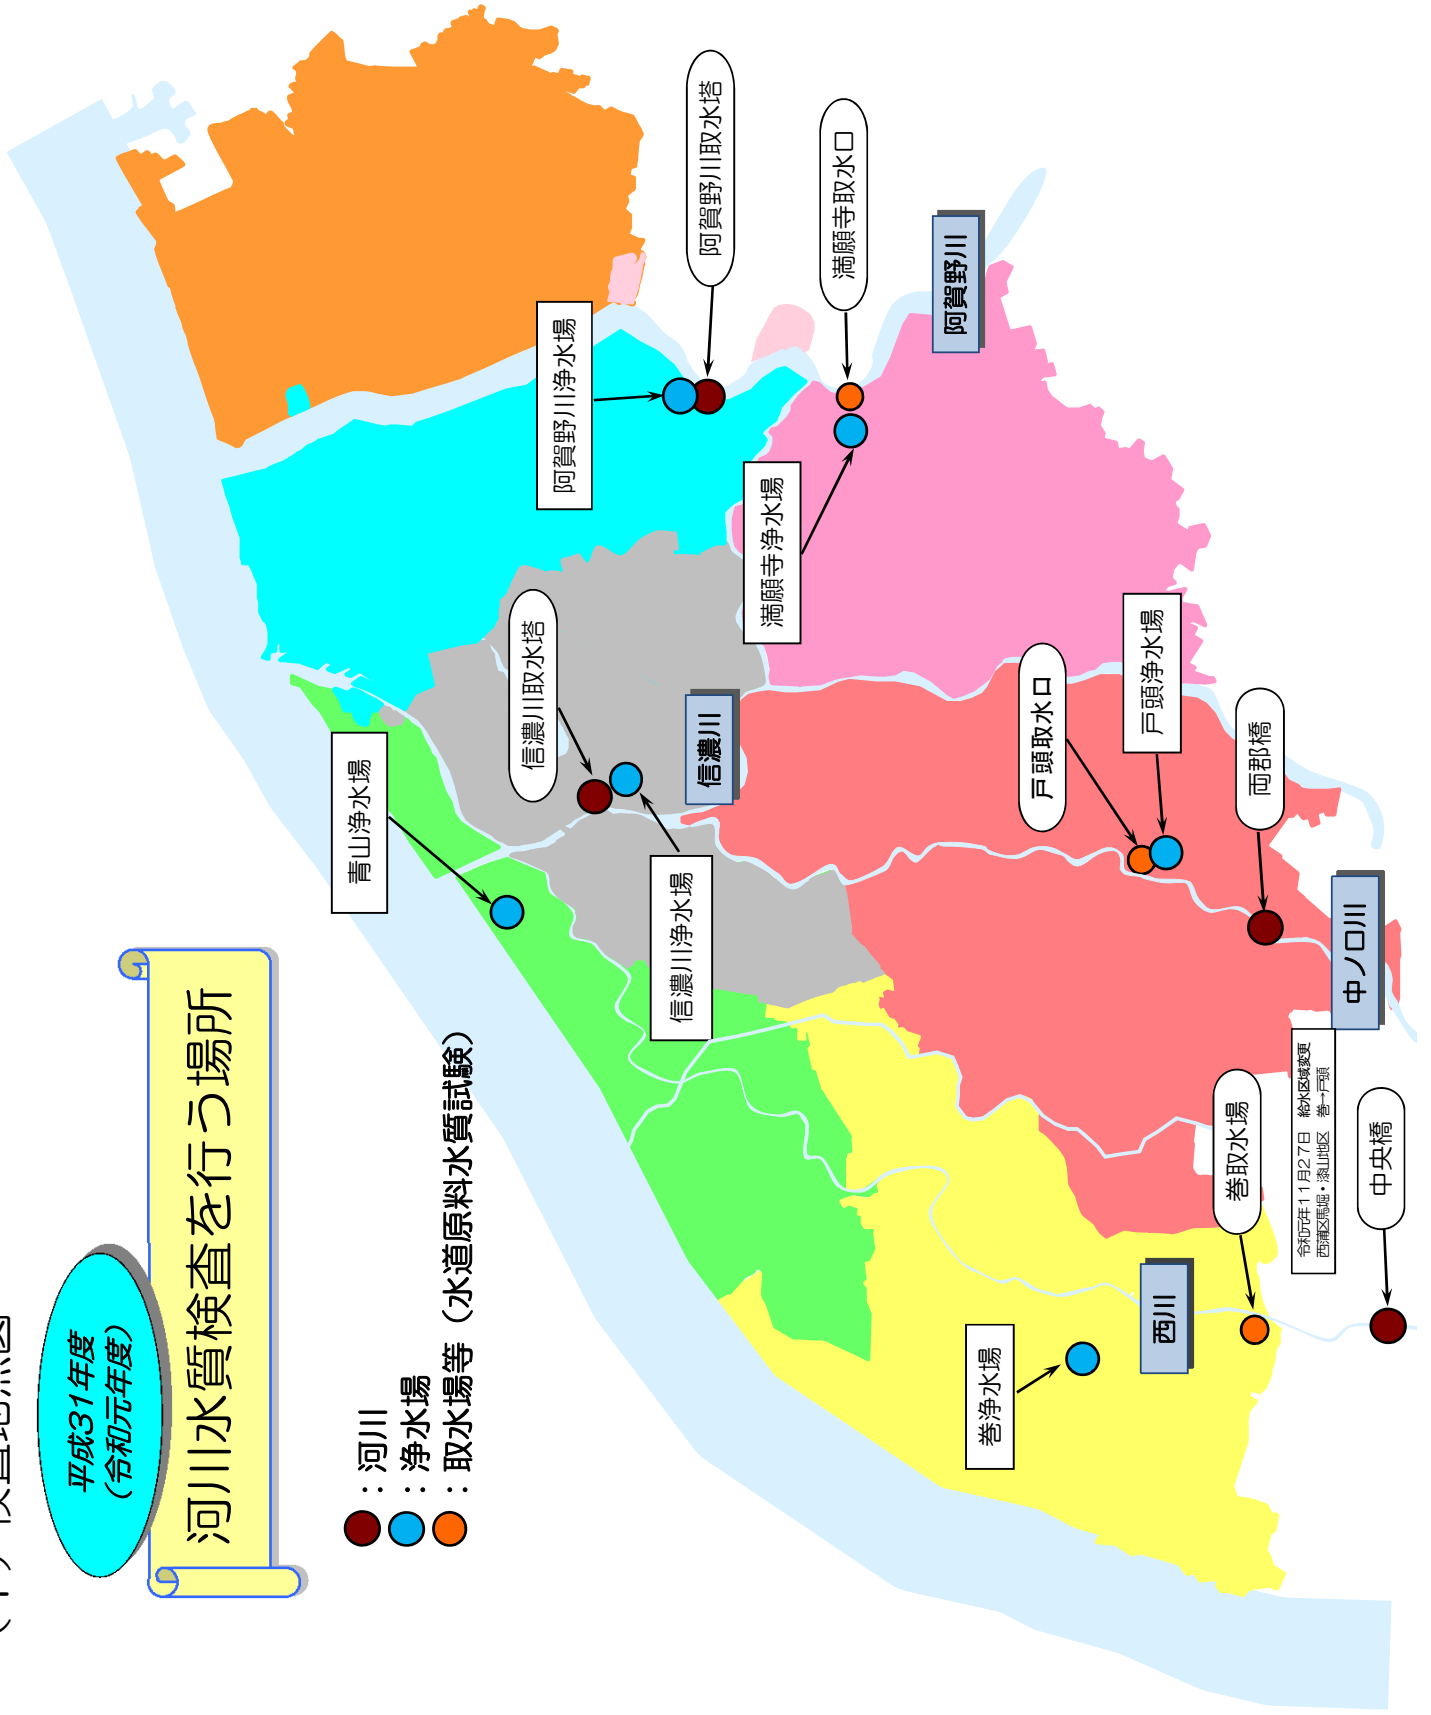 平成31年度
（令和元年度）
河川水質検査を行う場所
：河川
：浄水場
：取水場等（水道原料水質試験）
青山浄水場
信濃川取水塔
信濃川浄水場
信濃川
阿賀野川浄水場
阿賀野川取水塔
満願寺取水口
満願寺浄水場
阿賀野川
戸頭取水口
戸頭浄水場
両郡橋
中ノ口川
令和元年11月27日　給水区域変更
西蒲区馬堀・漆山地区　巻→戸頭
巻取水場
中央橋
西川
巻浄水場